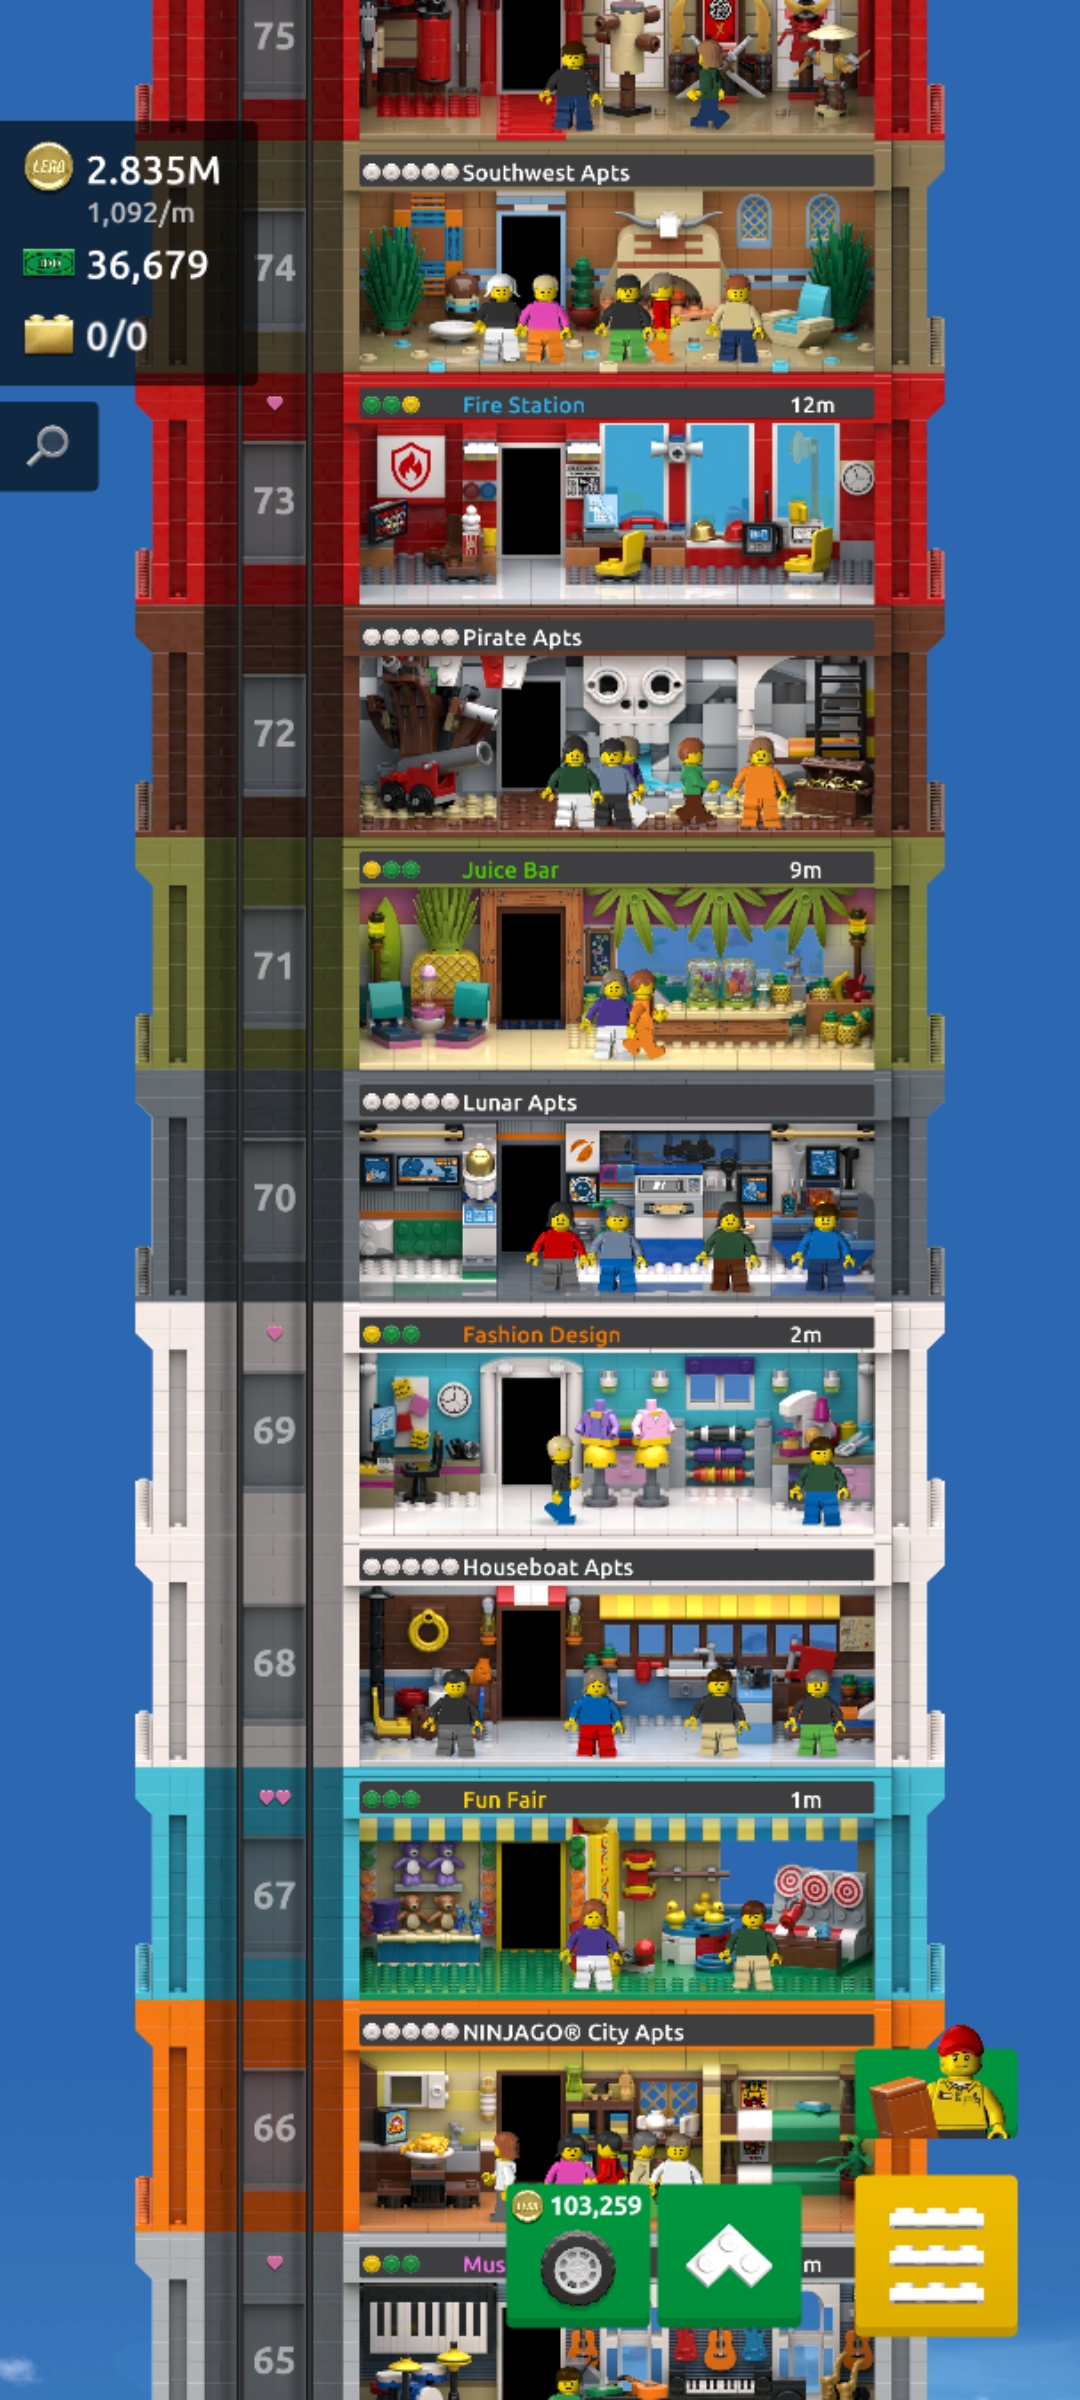 75
LEGO
2.835M
1,092/m
36,679
0/0
Southwest Apts
74
Fire Station 12m
73
Pirate Apts
72
Juice Bar 9m
71
Lunar Apts
70
Fashion Design 2m
69
Houseboat Apts
68
Fun Fair 1m
67
NINJAGO® City Apts
66
103,259
Mus
m
65